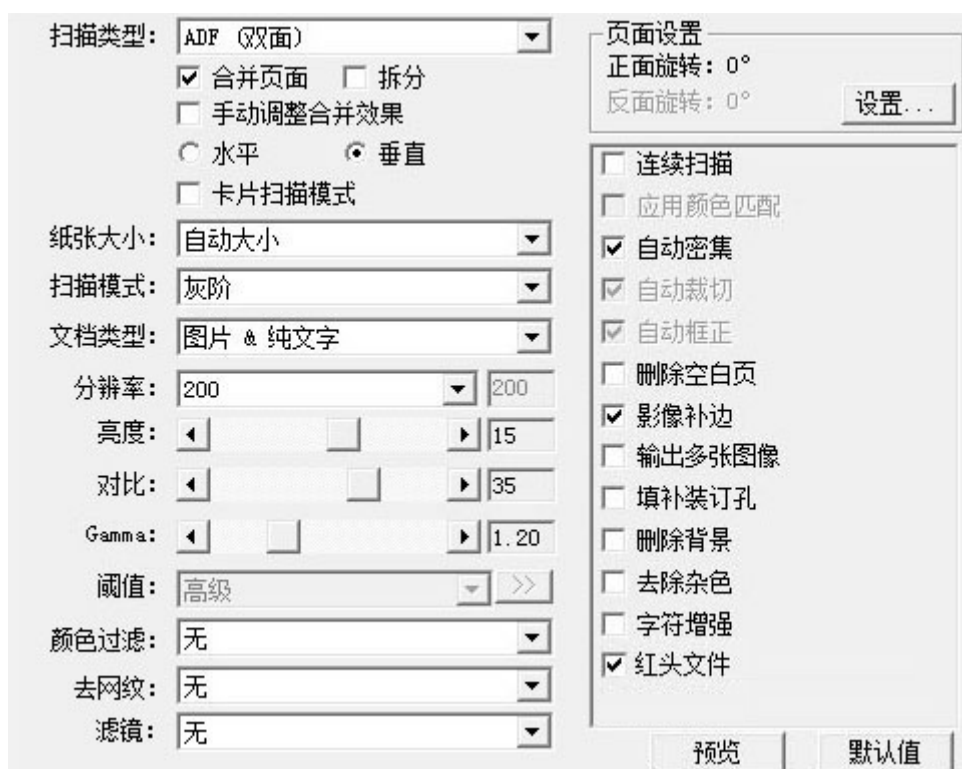 扫描类型： ADF （双面）
合并页面 拆分
手动调整合并效果
水平 垂直
卡片扫描模式
纸张大小： 自动大小
扫描模式： 灰阶
文档类型： 图片 & 纯文字
分辨率： 200 200
亮度： 15
对比： 35
Gamma： 1.20
阈值： 高级 >>
颜色过滤： 无
去网纹： 无
滤镜： 无
页面设置
正面旋转：0°
反面旋转：0° 设置...
连续扫描
应用颜色匹配
自动密集
自动裁切
自动框正
删除空白页
影像补边
输出多张图像
填补装订孔
删除背景
去除杂色
字符增强
红头文件
预览 默认值